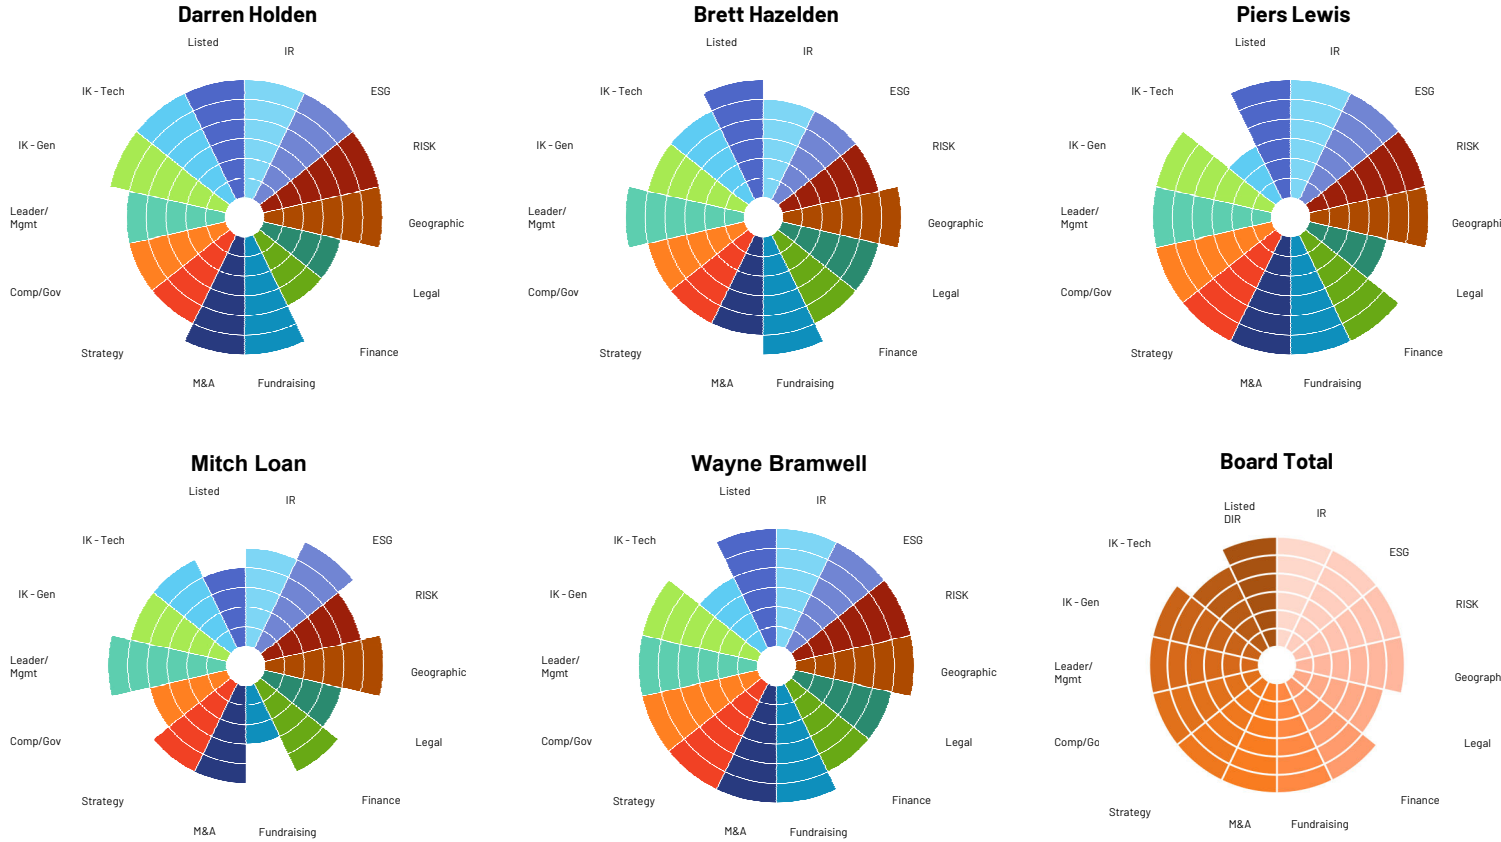 Darren Holden
Listed
IR
IK - Tech
ESG
IK - Gen
RISK
Leader/
Mgmt
Geographic
Comp/Gov
Legal
Strategy
Finance
M&A
Fundraising
Brett Hazelden
Listed
IR
IK - Tech
ESG
IK - Gen
RISK
Leader/
Mgmt
Geographic
Comp/Gov
Legal
Strategy
Finance
M&A
Fundraising
Piers Lewis
Listed
IR
IK - Tech
ESG
IK - Gen
RISK
Leader/
Mgmt
Geographi
Comp/Gov
Legal
Strategy
Finance
M&A
Fundraising
Mitch Loan
Listed
IR
IK - Tech
ESG
IK - Gen
RISK
Leader/
Mgmt
Geographic
Comp/Gov
Legal
Strategy
Finance
M&A
Fundraising
Wayne Bramwell
Listed
IR
IK - Tech
ESG
IK - Gen
RISK
Leader/
Mgmt
Geographic
Comp/Gov
Legal
Strategy
Finance
M&A
Fundraising
Board Total
Listed
DIR
IR
IK - Tech
ESG
IK - Gen
RISK
Leader/
Mgmt
Geograph
Comp/Go
Legal
Strategy
Finance
M&A
Fundraising